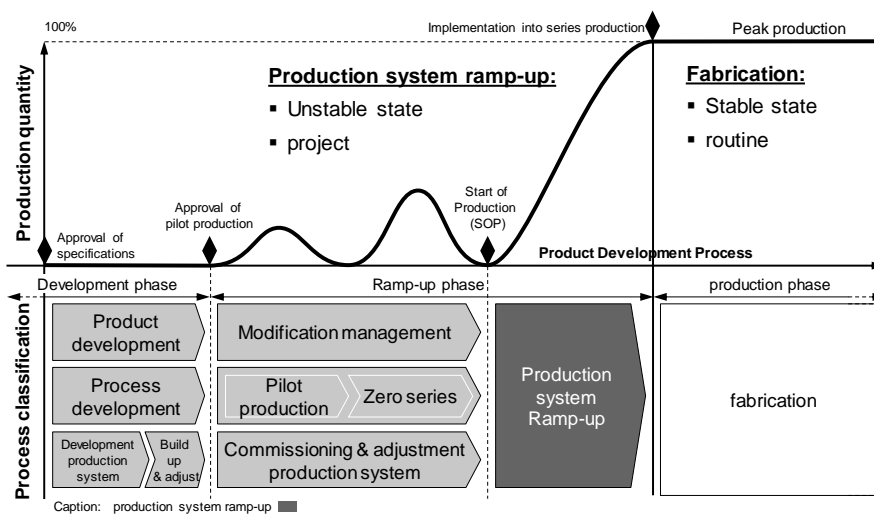 100%
Implementation into series production
Peak production
Production system ramp-up:
▪ Unstable state
▪ project
Fabrication:
▪ Stable state
▪ routine
Production quantity
Approval of
specifications
Approval of
pilot production
Start of
Production
(SOP)
Product Development Process
Development phase
Ramp-up phase
production phase
Process classification
Product
development
Process
development
Development
production
system
Build
up
& adjust
Modification management
Pilot
production
Zero series
Commissioning & adjustment
production system
Production
system
Ramp-up
fabrication
Caption: production system ramp-up